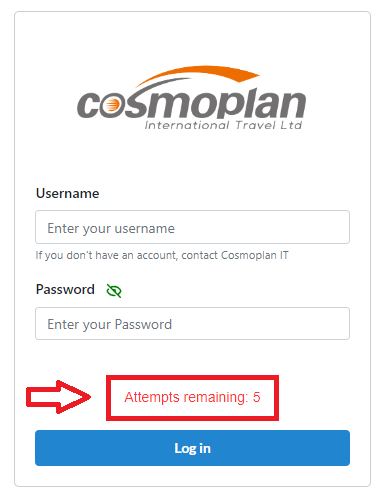 cosmoplan
International Travel Ltd
Username
Enter your username
If you don't have an account, contact Cosmoplan IT
Password
Enter your Password
Attempts remaining: 5
Log in